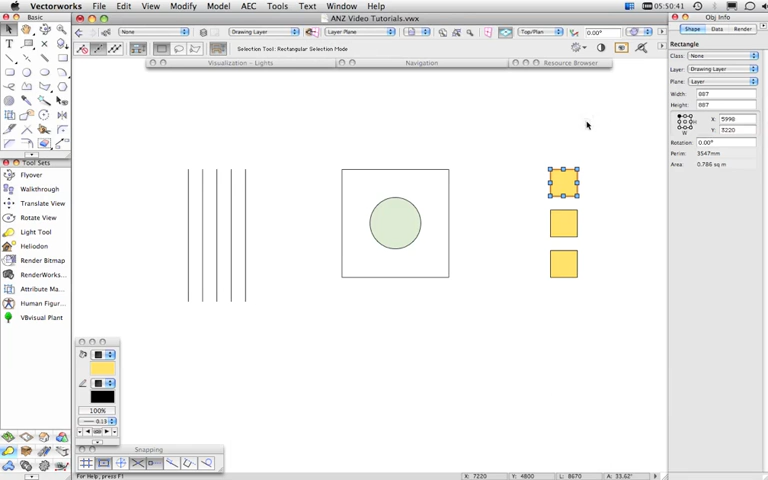 Vectorworks File Edit View Modify Model AEC Tools Text Window Help 05:50:41
Basic
ANZ Video Tutorials.vwx
Obj Info
None Drawing Layer Layer Plane Top/Plan 0.00°
Selection Tool: Rectangular Selection Mode
Shape Data Render
Visualization - Lights Navigation Resource Browser
Rectangle
Class: None
Layer: Drawing Layer
Plane: Layer
Width: 887
Height: 887
X: 5990
Y: 3220
Rotation: 0.00°
Perim: 3547mm
Area: 0.786 sq m
Tool Sets
Flyover
Walkthrough
Translate View
Rotate View
Light Tool
Heliodon
Render Bitmap
RenderWorks...
Attribute Ma...
Human Figur...
VBvisual Plant
100%
0.13
Snapping
For Help, press F1
X: 7220 Y: 4800 L: 8670 A: 33.62°